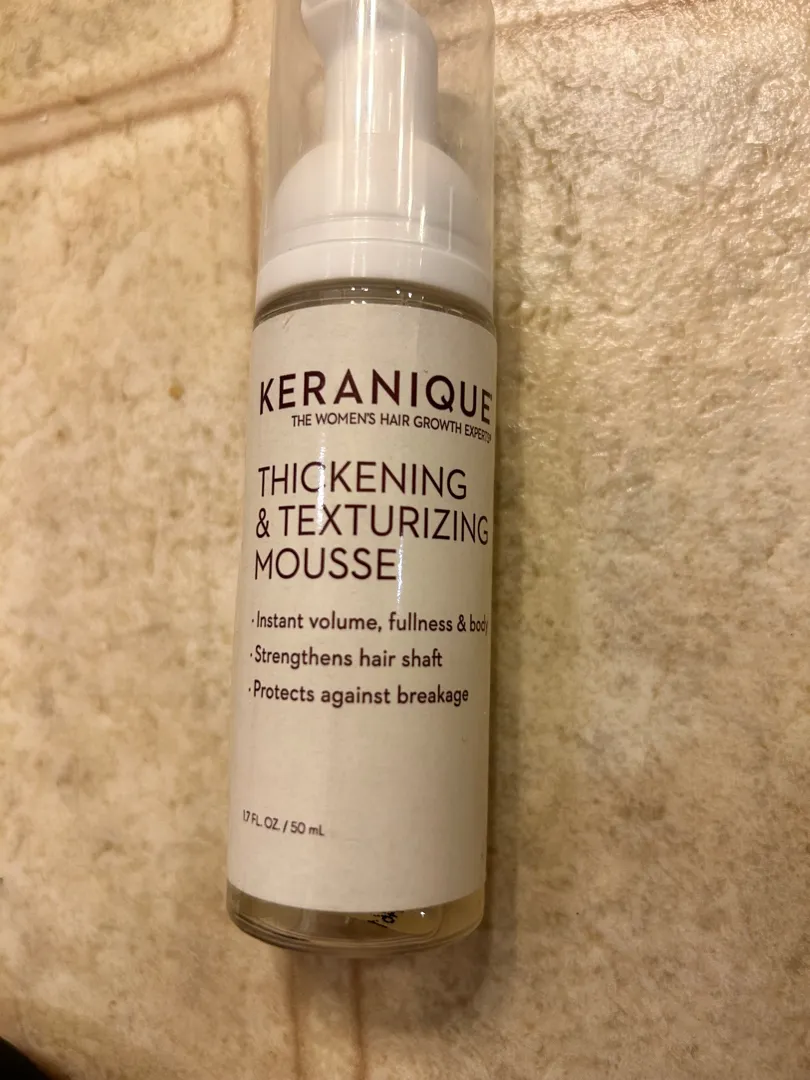 KERANIQUE
THE WOMEN'S HAIR GROWTH EXPERTS®
THICKENING
& TEXTURIZING
MOUSSE
· Instant volume, fullness & body
· Strengthens hair shaft
· Protects against breakage
1.7 FL. OZ. / 50 mL